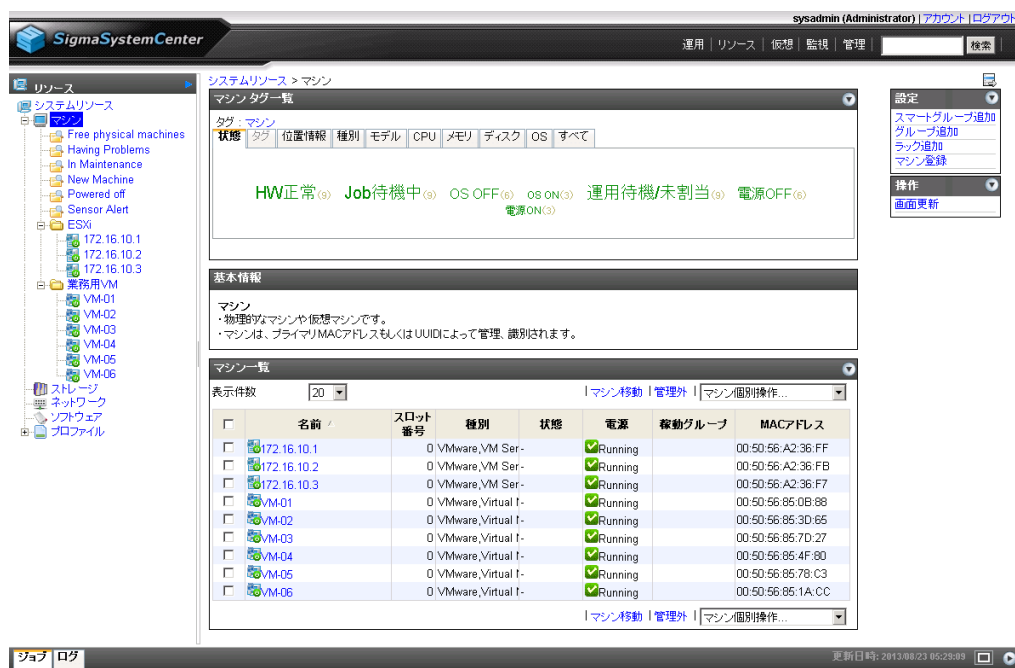 sysadmin (Administrator) | アカウント | ログアウト
SigmaSystemCenter
運用 | リソース | 仮想 | 監視 | 管理 | 検索
リソース
システムリソース
マシン
Free physical machines
Having Problems
In Maintenance
New Machine
Powered off
Sensor Alert
ESXi
172.16.10.1
172.16.10.2
172.16.10.3
業務用VM
VM-01
VM-02
VM-03
VM-04
VM-05
VM-06
ストレージ
ネットワーク
ソフトウェア
プロファイル
システムリソース > マシン
マシン タグ一覧
タグ : マシン
状態 タグ 位置情報 種別 モデル CPU メモリ ディスク OS すべて
HW正常(9) Job待機中(9) OS OFF(6) OS ON(3) 運用待機/未割当(9) 電源OFF(6)
電源ON(3)
基本情報
マシン
・物理的なマシンや仮想マシンです。
・マシンは、プライマリMACアドレスもしくはUUIDによって管理、識別されます。
マシン一覧
表示件数 20 | マシン移動 | 管理外 | マシン個別操作...
名前 スロット番号 種別 状態 電源 稼動グループ MACアドレス
172.16.10.1 0 VMware,VM Ser- Running 00:50:56:A2:36:FF
172.16.10.2 0 VMware,VM Ser- Running 00:50:56:A2:36:FB
172.16.10.3 0 VMware,VM Ser- Running 00:50:56:A2:36:F7
VM-01 0 VMware,Virtual - Running 00:50:56:85:0B:88
VM-02 0 VMware,Virtual - Running 00:50:56:85:3D:65
VM-03 0 VMware,Virtual - Running 00:50:56:85:7D:27
VM-04 0 VMware,Virtual - Running 00:50:56:85:4F:80
VM-05 0 VMware,Virtual - Running 00:50:56:85:78:C3
VM-06 0 VMware,Virtual - Running 00:50:56:85:1A:CC
| マシン移動 | 管理外 | マシン個別操作...
設定
スマートグループ追加
グループ追加
ラック追加
マシン登録
操作
画面更新
ジョブ ログ
更新日時: 2013/08/23 05:29:09